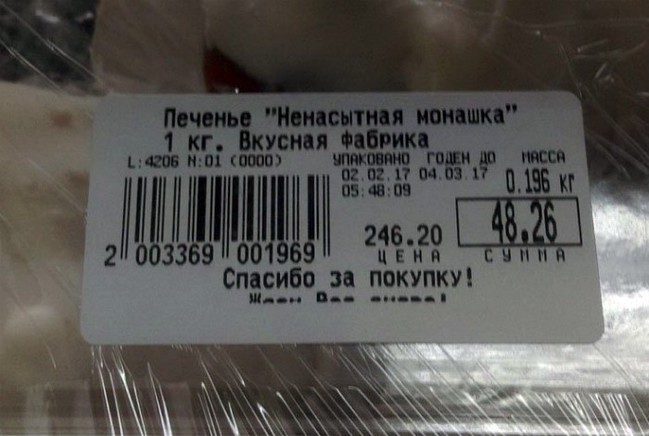 Печенье "Ненасытная монашка"
1 кг. Вкусная Фабрика
L:4206 N:01 (0000) УПАКОВАНО ГОДЕН ДО МАССА
02.02.17 04.03.17 0.196 кг
05:48:09
246.20 48.26
ЦЕНА СУММА
2 003369 001969
Спасибо за покупку!